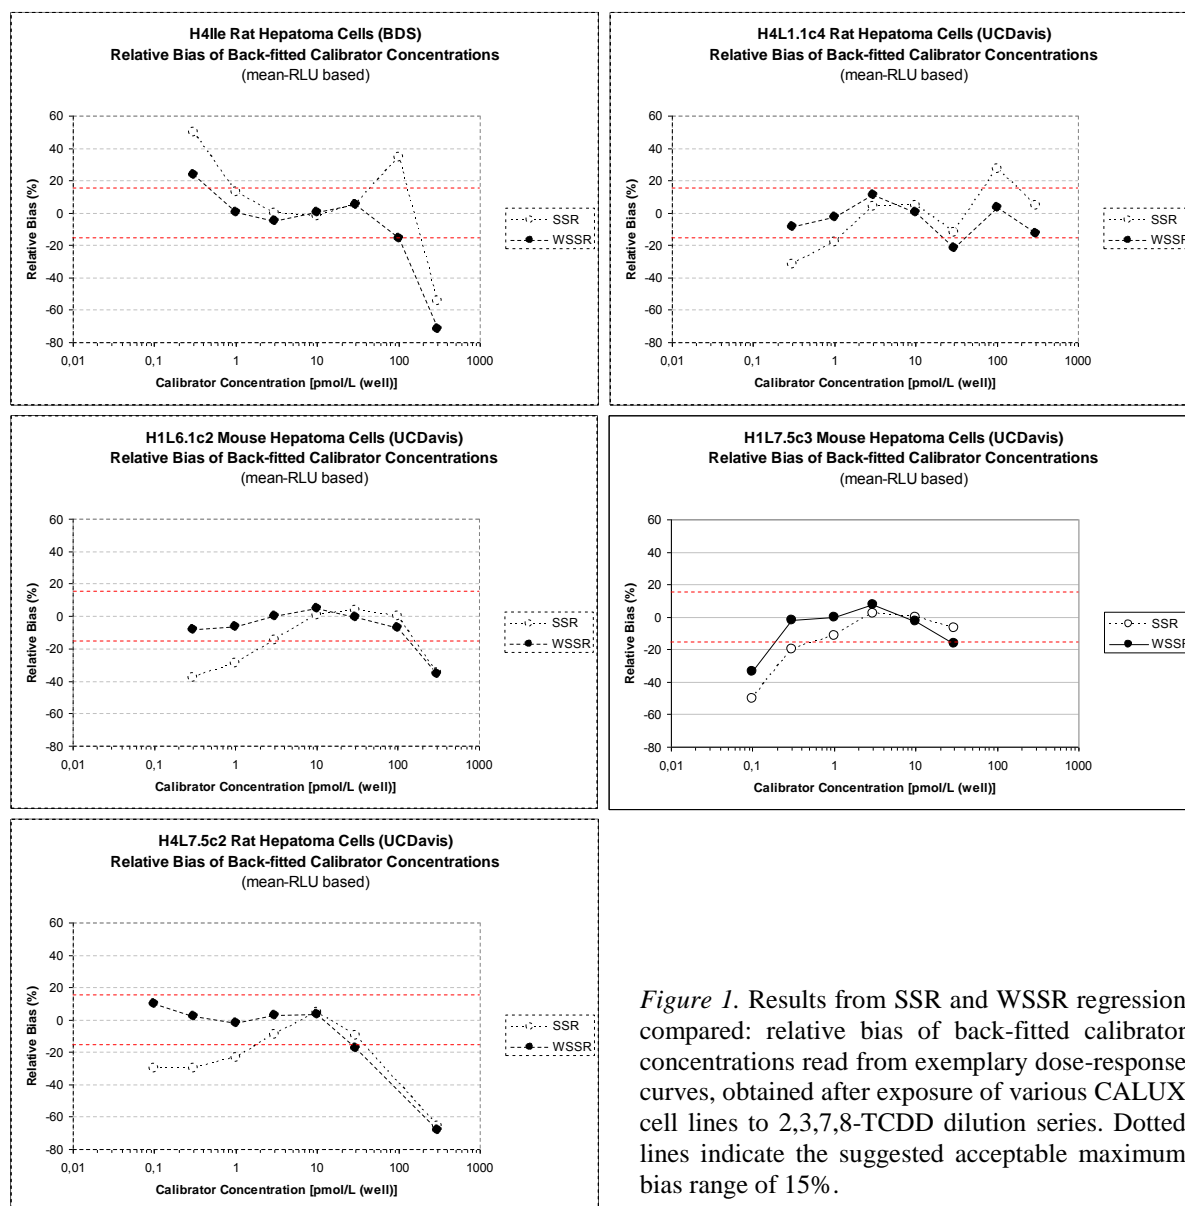 H4IIe Rat Hepatoma Cells (BDS)
Relative Bias of Back-fitted Calibrator Concentrations
(mean-RLU based)
60
40
20
0
-20
-40
-60
-80
Relative Bias (%)
0,01 0,1 1 10 100 1000
Calibrator Concentration [pmol/L (well)]
SSR
WSSR
H4L1.1c4 Rat Hepatoma Cells (UCDavis)
Relative Bias of Back-fitted Calibrator Concentrations
(mean-RLU based)
60
40
20
0
-20
-40
-60
-80
Relative Bias (%)
0,01 0,1 1 10 100 1000
Calibrator Concentration [pmol/L (well)]
SSR
WSSR
H1L6.1c2 Mouse Hepatoma Cells (UCDavis)
Relative Bias of Back-fitted Calibrator Concentrations
(mean-RLU based)
60
40
20
0
-20
-40
-60
-80
Relative Bias (%)
0,01 0,1 1 10 100 1000
Calibrator Concentration [pmol/L (well)]
SSR
WSSR
H1L7.5c3 Mouse Hepatoma Cells (UCDavis)
Relative Bias of Back-fitted Calibrator Concentrations
(mean-RLU based)
60
40
20
0
-20
-40
-60
-80
Relative Bias (%)
0,01 0,1 1 10 100 1000
Calibrator Concentration [pmol/L (well)]
SSR
WSSR
H4L7.5c2 Rat Hepatoma Cells (UCDavis)
Relative Bias of Back-fitted Calibrator Concentrations
(mean-RLU based)
60
40
20
0
-20
-40
-60
-80
Relative Bias (%)
0,01 0,1 1 10 100 1000
Calibrator Concentration [pmol/L (well)]
SSR
WSSR
Figure 1. Results from SSR and WSSR regression
compared: relative bias of back-fitted calibrator
concentrations read from exemplary dose-response
curves, obtained after exposure of various CALUX
cell lines to 2,3,7,8-TCDD dilution series. Dotted
lines indicate the suggested acceptable maximum
bias range of 15%.